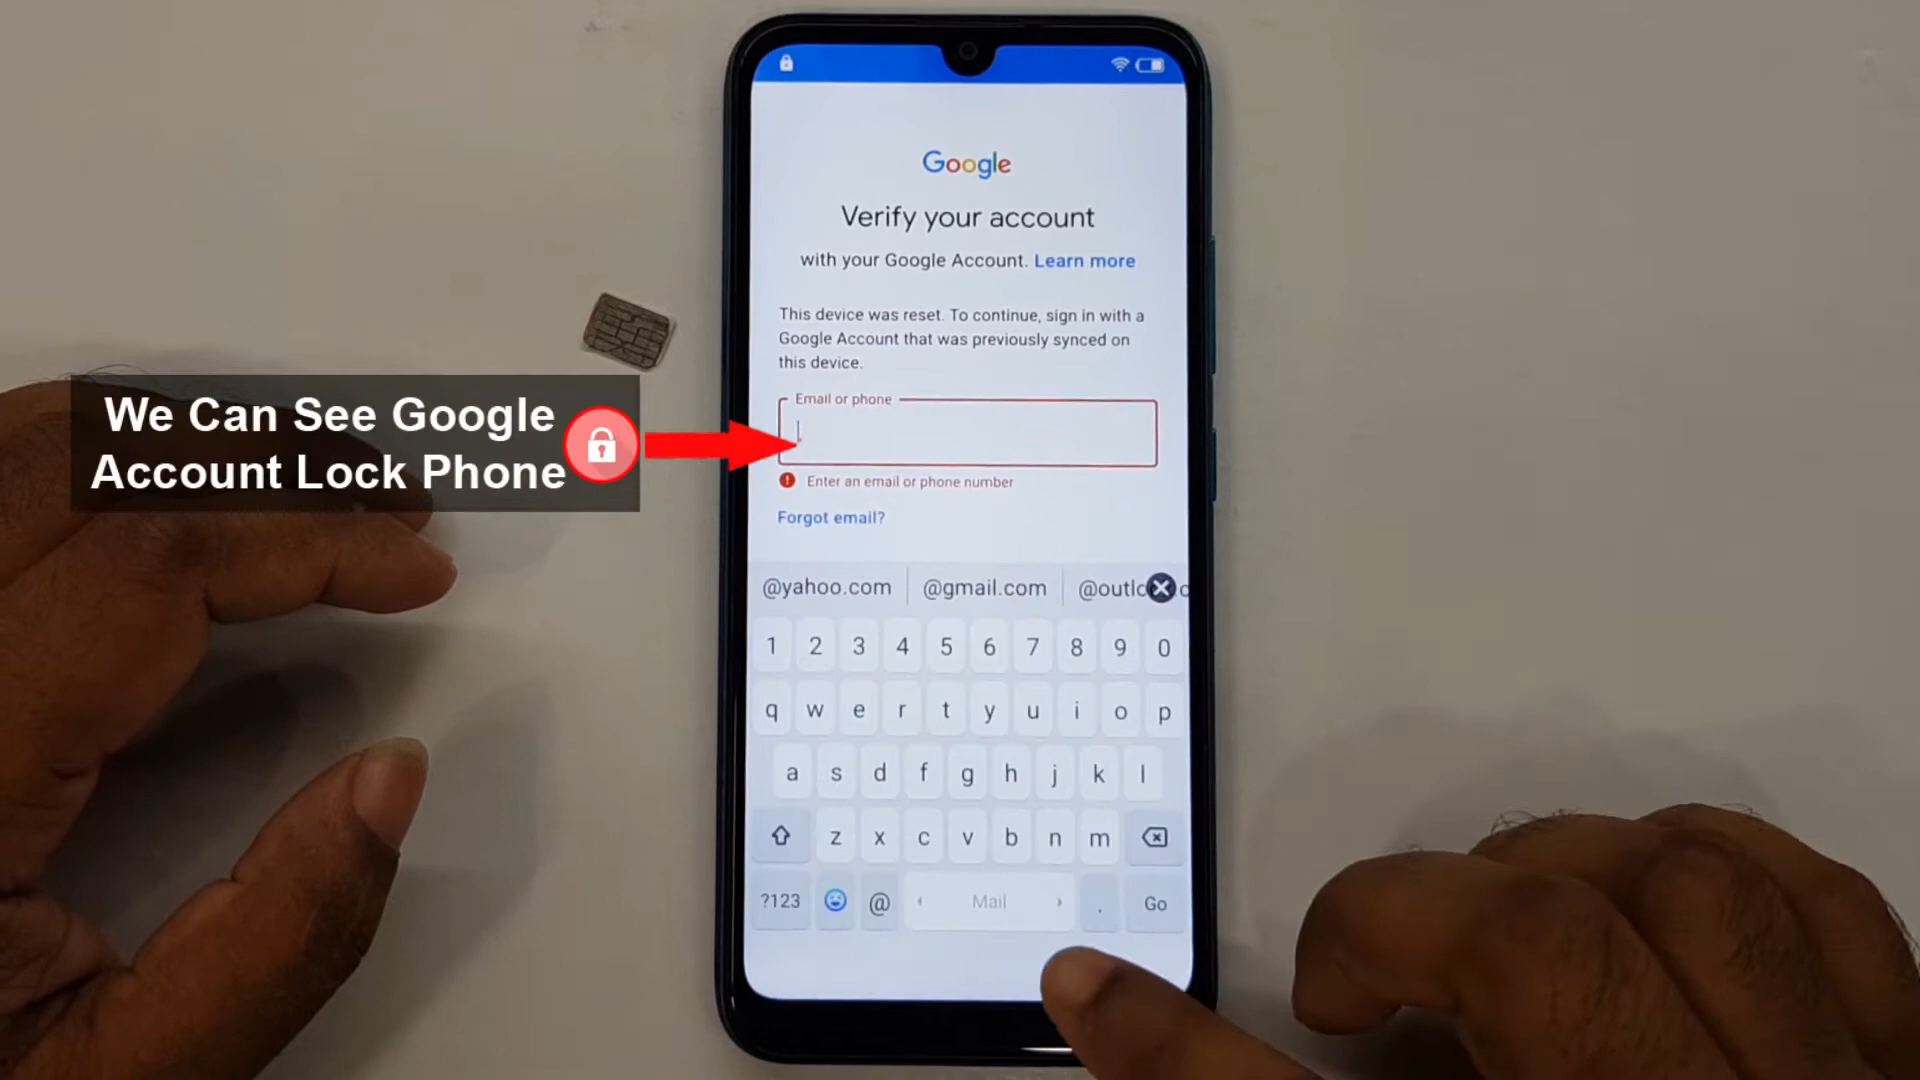 Google
Verify your account
with your Google Account. Learn more
This device was reset. To continue, sign in with a
Google Account that was previously synced on
this device.
Email or phone
Enter an email or phone number
Forgot email?
We Can See Google
Account Lock Phone
@yahoo.com @gmail.com
1 2 3 4 5 6 7 8 9 0
q w e r t y u i o p
a s d f g h j k l
z x c v b n m
?123 @ Mail . Go